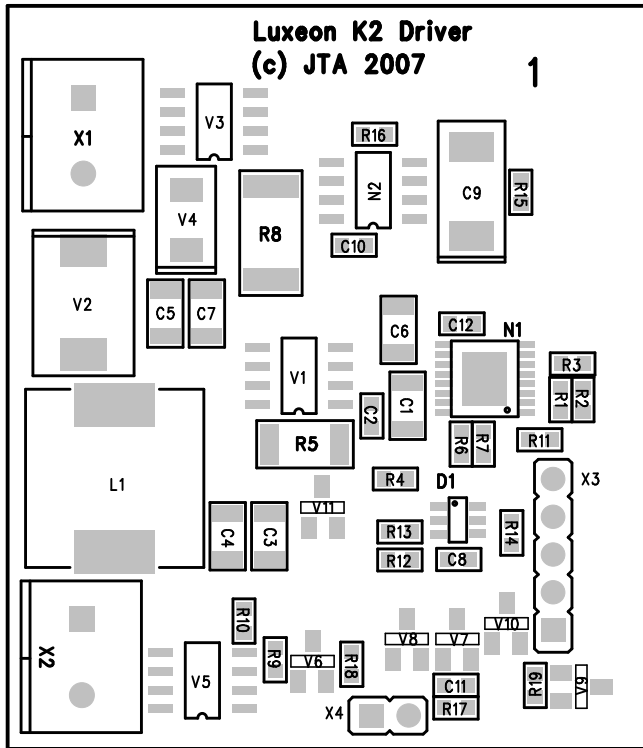 Luxeon K2 Driver
(c) JTA 2007
1
X1
V3
R16
N2
C9
R15
V4
R8
C10
V2
C5
C7
C6
C12
N1
R3
V1
R1
R2
C2
C1
R5
R6
R7
R11
L1
R4
D1
X3
V11
C4
C3
R13
R14
R12
C8
R10
V10
V8
V7
X2
R9
V6
R18
V5
C11
R19
V9
X4
R17